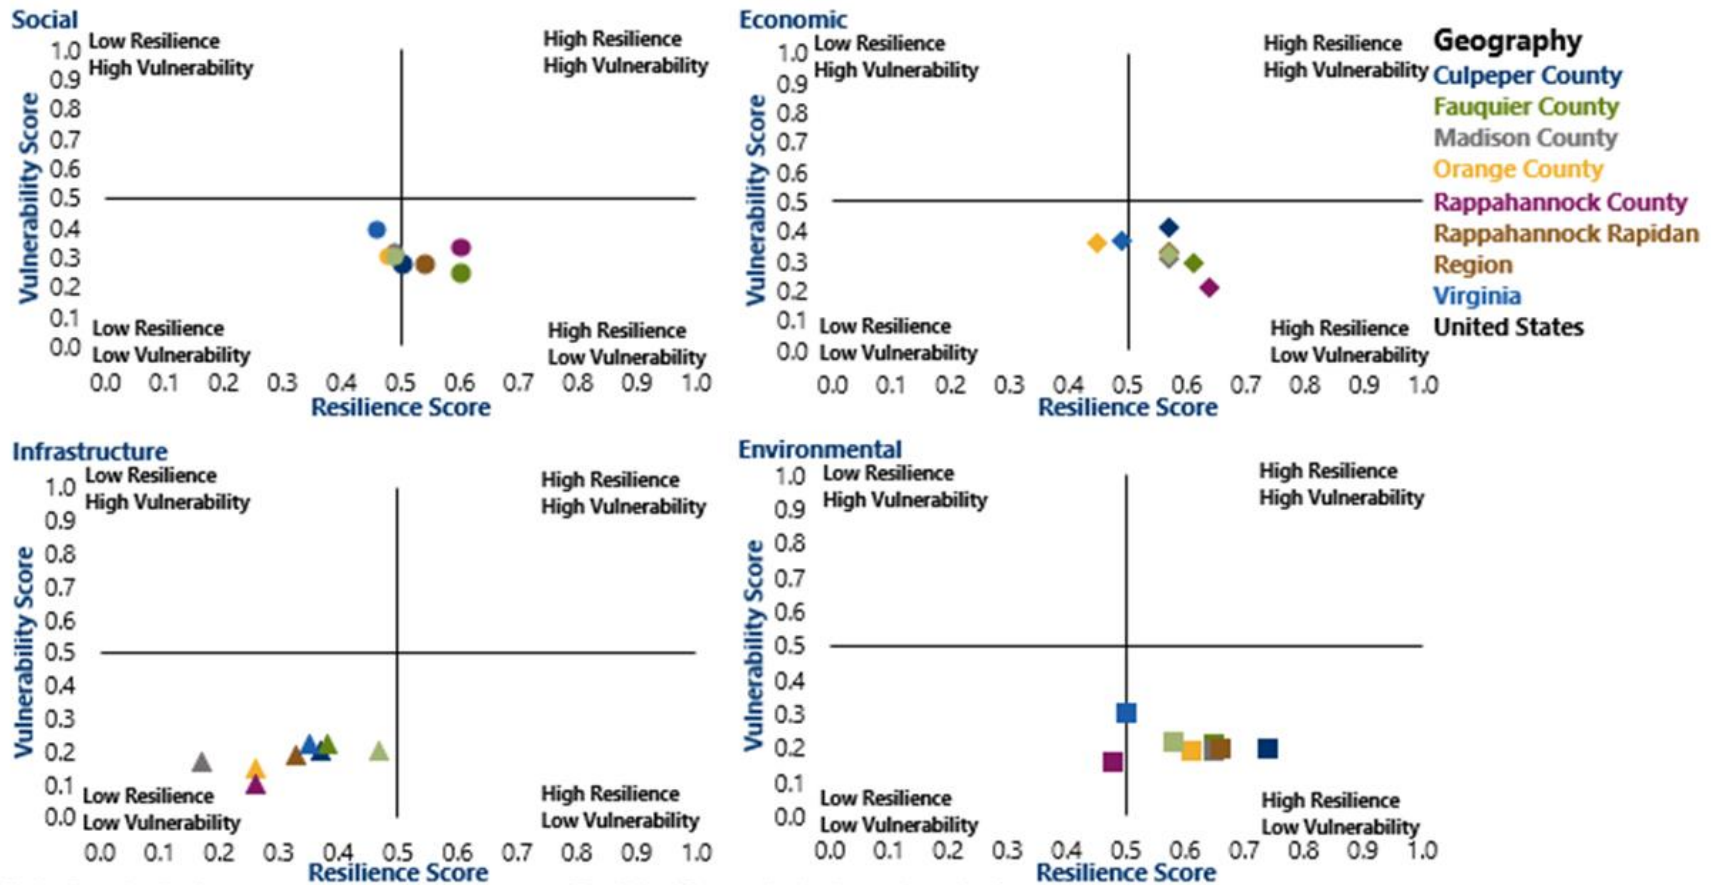 Social
Low Resilience
High Vulnerability
High Resilience
High Vulnerability
Vulnerability Score
1.0
0.9
0.8
0.7
0.6
0.5
0.4
0.3
0.2
0.1
0.0
Low Resilience
Low Vulnerability
High Resilience
Low Vulnerability
0.0 0.1 0.2 0.3 0.4 0.5 0.6 0.7 0.8 0.9 1.0
Resilience Score
Economic
Low Resilience
High Vulnerability
High Resilience
High Vulnerability
Vulnerability Score
1.0
0.9
0.8
0.7
0.6
0.5
0.4
0.3
0.2
0.1
0.0
Low Resilience
Low Vulnerability
High Resilience
Low Vulnerability
0.0 0.1 0.2 0.3 0.4 0.5 0.6 0.7 0.8 0.9 1.0
Resilience Score
Geography
Culpeper County
Fauquier County
Madison County
Orange County
Rappahannock County
Rappahannock Rapidan
Region
Virginia
United States
Infrastructure
Low Resilience
High Vulnerability
High Resilience
High Vulnerability
Vulnerability Score
1.0
0.9
0.8
0.7
0.6
0.5
0.4
0.3
0.2
0.1
0.0
Low Resilience
Low Vulnerability
High Resilience
Low Vulnerability
0.0 0.1 0.2 0.3 0.4 0.5 0.6 0.7 0.8 0.9 1.0
Resilience Score
Environmental
Low Resilience
High Vulnerability
High Resilience
High Vulnerability
Vulnerability Score
1.0
0.9
0.8
0.7
0.6
0.5
0.4
0.3
0.2
0.1
0.0
Low Resilience
Low Vulnerability
High Resilience
Low Vulnerability
0.0 0.1 0.2 0.3 0.4 0.5 0.6 0.7 0.8 0.9 1.0
Resilience Score